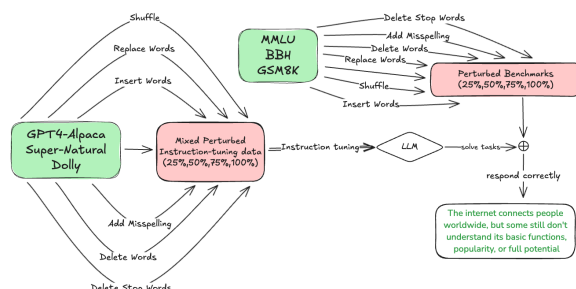 Shuffle
Replace Words
Insert Words
GPT4-Alpaca
Super-Natural
Dolly
Mixed Perturbed
Instruction-tuning data
(25%,50%,75%,100%)
Add Misspelling
Delete Words
Delete Stop Words
MMLU
BBH
GSM8K
Delete Stop Words
Add Misspelling
Delete Words
Replace Words
Shuffle
Insert Words
Perturbed Benchmarks
(25%,50%,75%,100%)
Instruction tuning
LLM
solve tasks
respond correctly
The internet connects people
worldwide, but some still don't
understand its basic functions,
popularity, or full potential